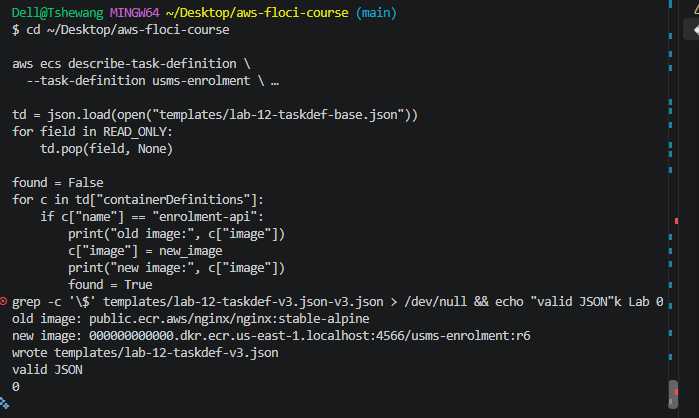 Dell@Tshewang MINGW64 ~/Desktop/aws-floci-course (main)
$ cd ~/Desktop/aws-floci-course
aws ecs describe-task-definition \
  --task-definition usms-enrolment \ …
td = json.load(open("templates/lab-12-taskdef-base.json"))
for field in READ_ONLY:
    td.pop(field, None)
found = False
for c in td["containerDefinitions"]:
    if c["name"] == "enrolment-api":
        print("old image:", c["image"])
        c["image"] = new_image
        print("new image:", c["image"])
        found = True
grep -c '\$' templates/lab-12-taskdef-v3.json-v3.json > /dev/null && echo "valid JSON"k Lab 0
old image: public.ecr.aws/nginx/nginx:stable-alpine
new image: 000000000000.dkr.ecr.us-east-1.localhost:4566/usms-enrolment:r6
wrote templates/lab-12-taskdef-v3.json
valid JSON
0